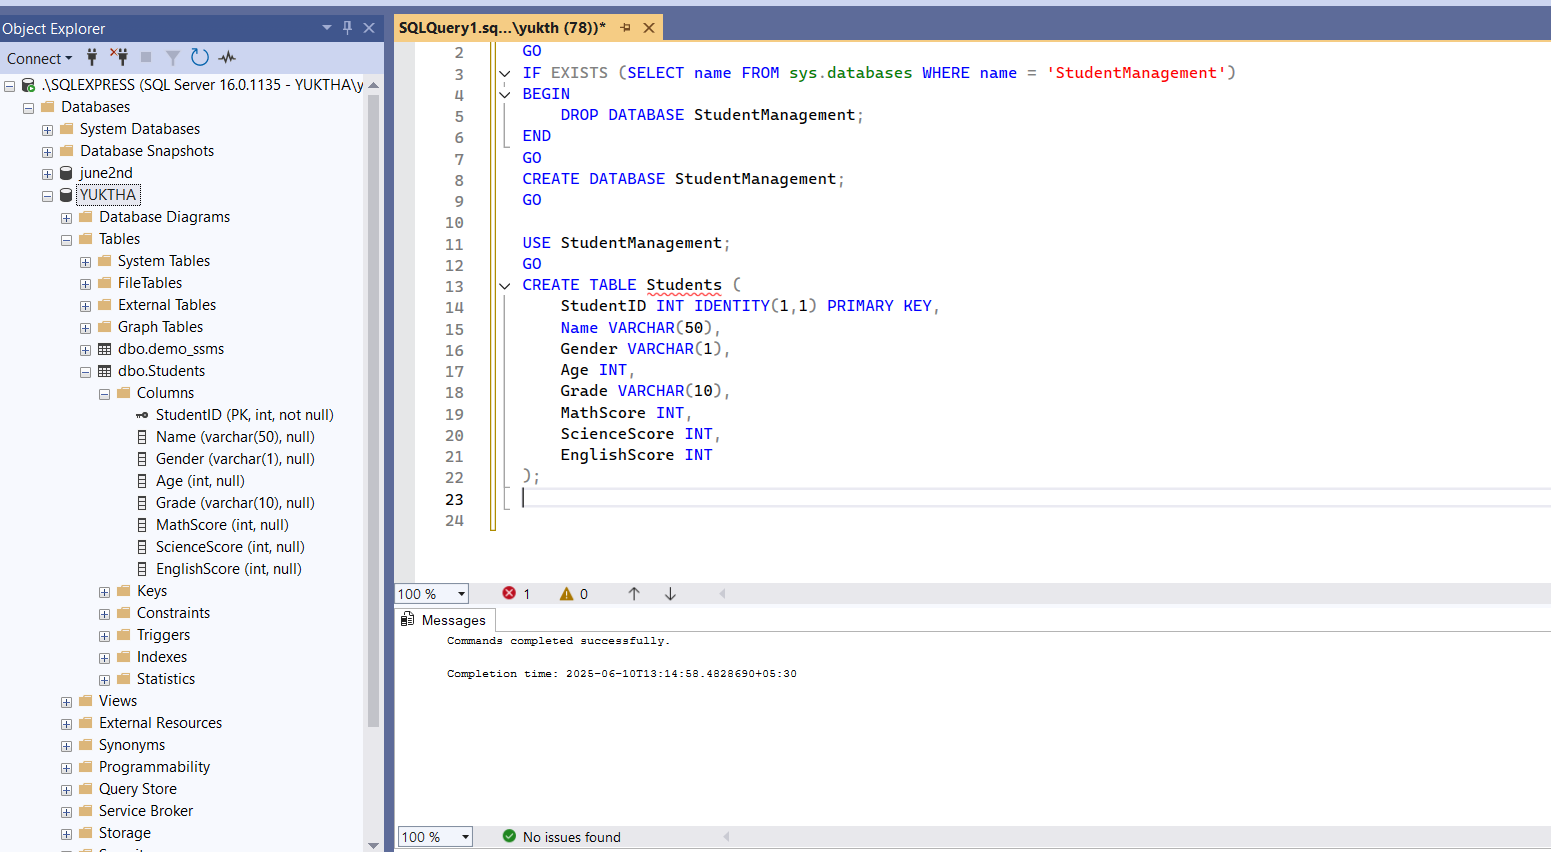 Object Explorer
Connect
.\SQLEXPRESS (SQL Server 16.0.1135 - YUKTHA\y
Databases
System Databases
Database Snapshots
june2nd
YUKTHA
Database Diagrams
Tables
System Tables
FileTables
External Tables
Graph Tables
dbo.demo_ssms
dbo.Students
Columns
StudentID (PK, int, not null)
Name (varchar(50), null)
Gender (varchar(1), null)
Age (int, null)
Grade (varchar(10), null)
MathScore (int, null)
ScienceScore (int, null)
EnglishScore (int, null)
Keys
Constraints
Triggers
Indexes
Statistics
Views
External Resources
Synonyms
Programmability
Query Store
Service Broker
Storage
SQLQuery1.sq...\yukth (78))*
2 GO
3 IF EXISTS (SELECT name FROM sys.databases WHERE name = 'StudentManagement')
4 BEGIN
5 DROP DATABASE StudentManagement;
6 END
7 GO
8 CREATE DATABASE StudentManagement;
9 GO
10
11 USE StudentManagement;
12 GO
13 CREATE TABLE Students (
14 StudentID INT IDENTITY(1,1) PRIMARY KEY,
15 Name VARCHAR(50),
16 Gender VARCHAR(1),
17 Age INT,
18 Grade VARCHAR(10),
19 MathScore INT,
20 ScienceScore INT,
21 EnglishScore INT
22 );
23
24
100 % 1 0
Messages
Commands completed successfully.
Completion time: 2025-06-10T13:14:58.4828690+05:30
100 % No issues found